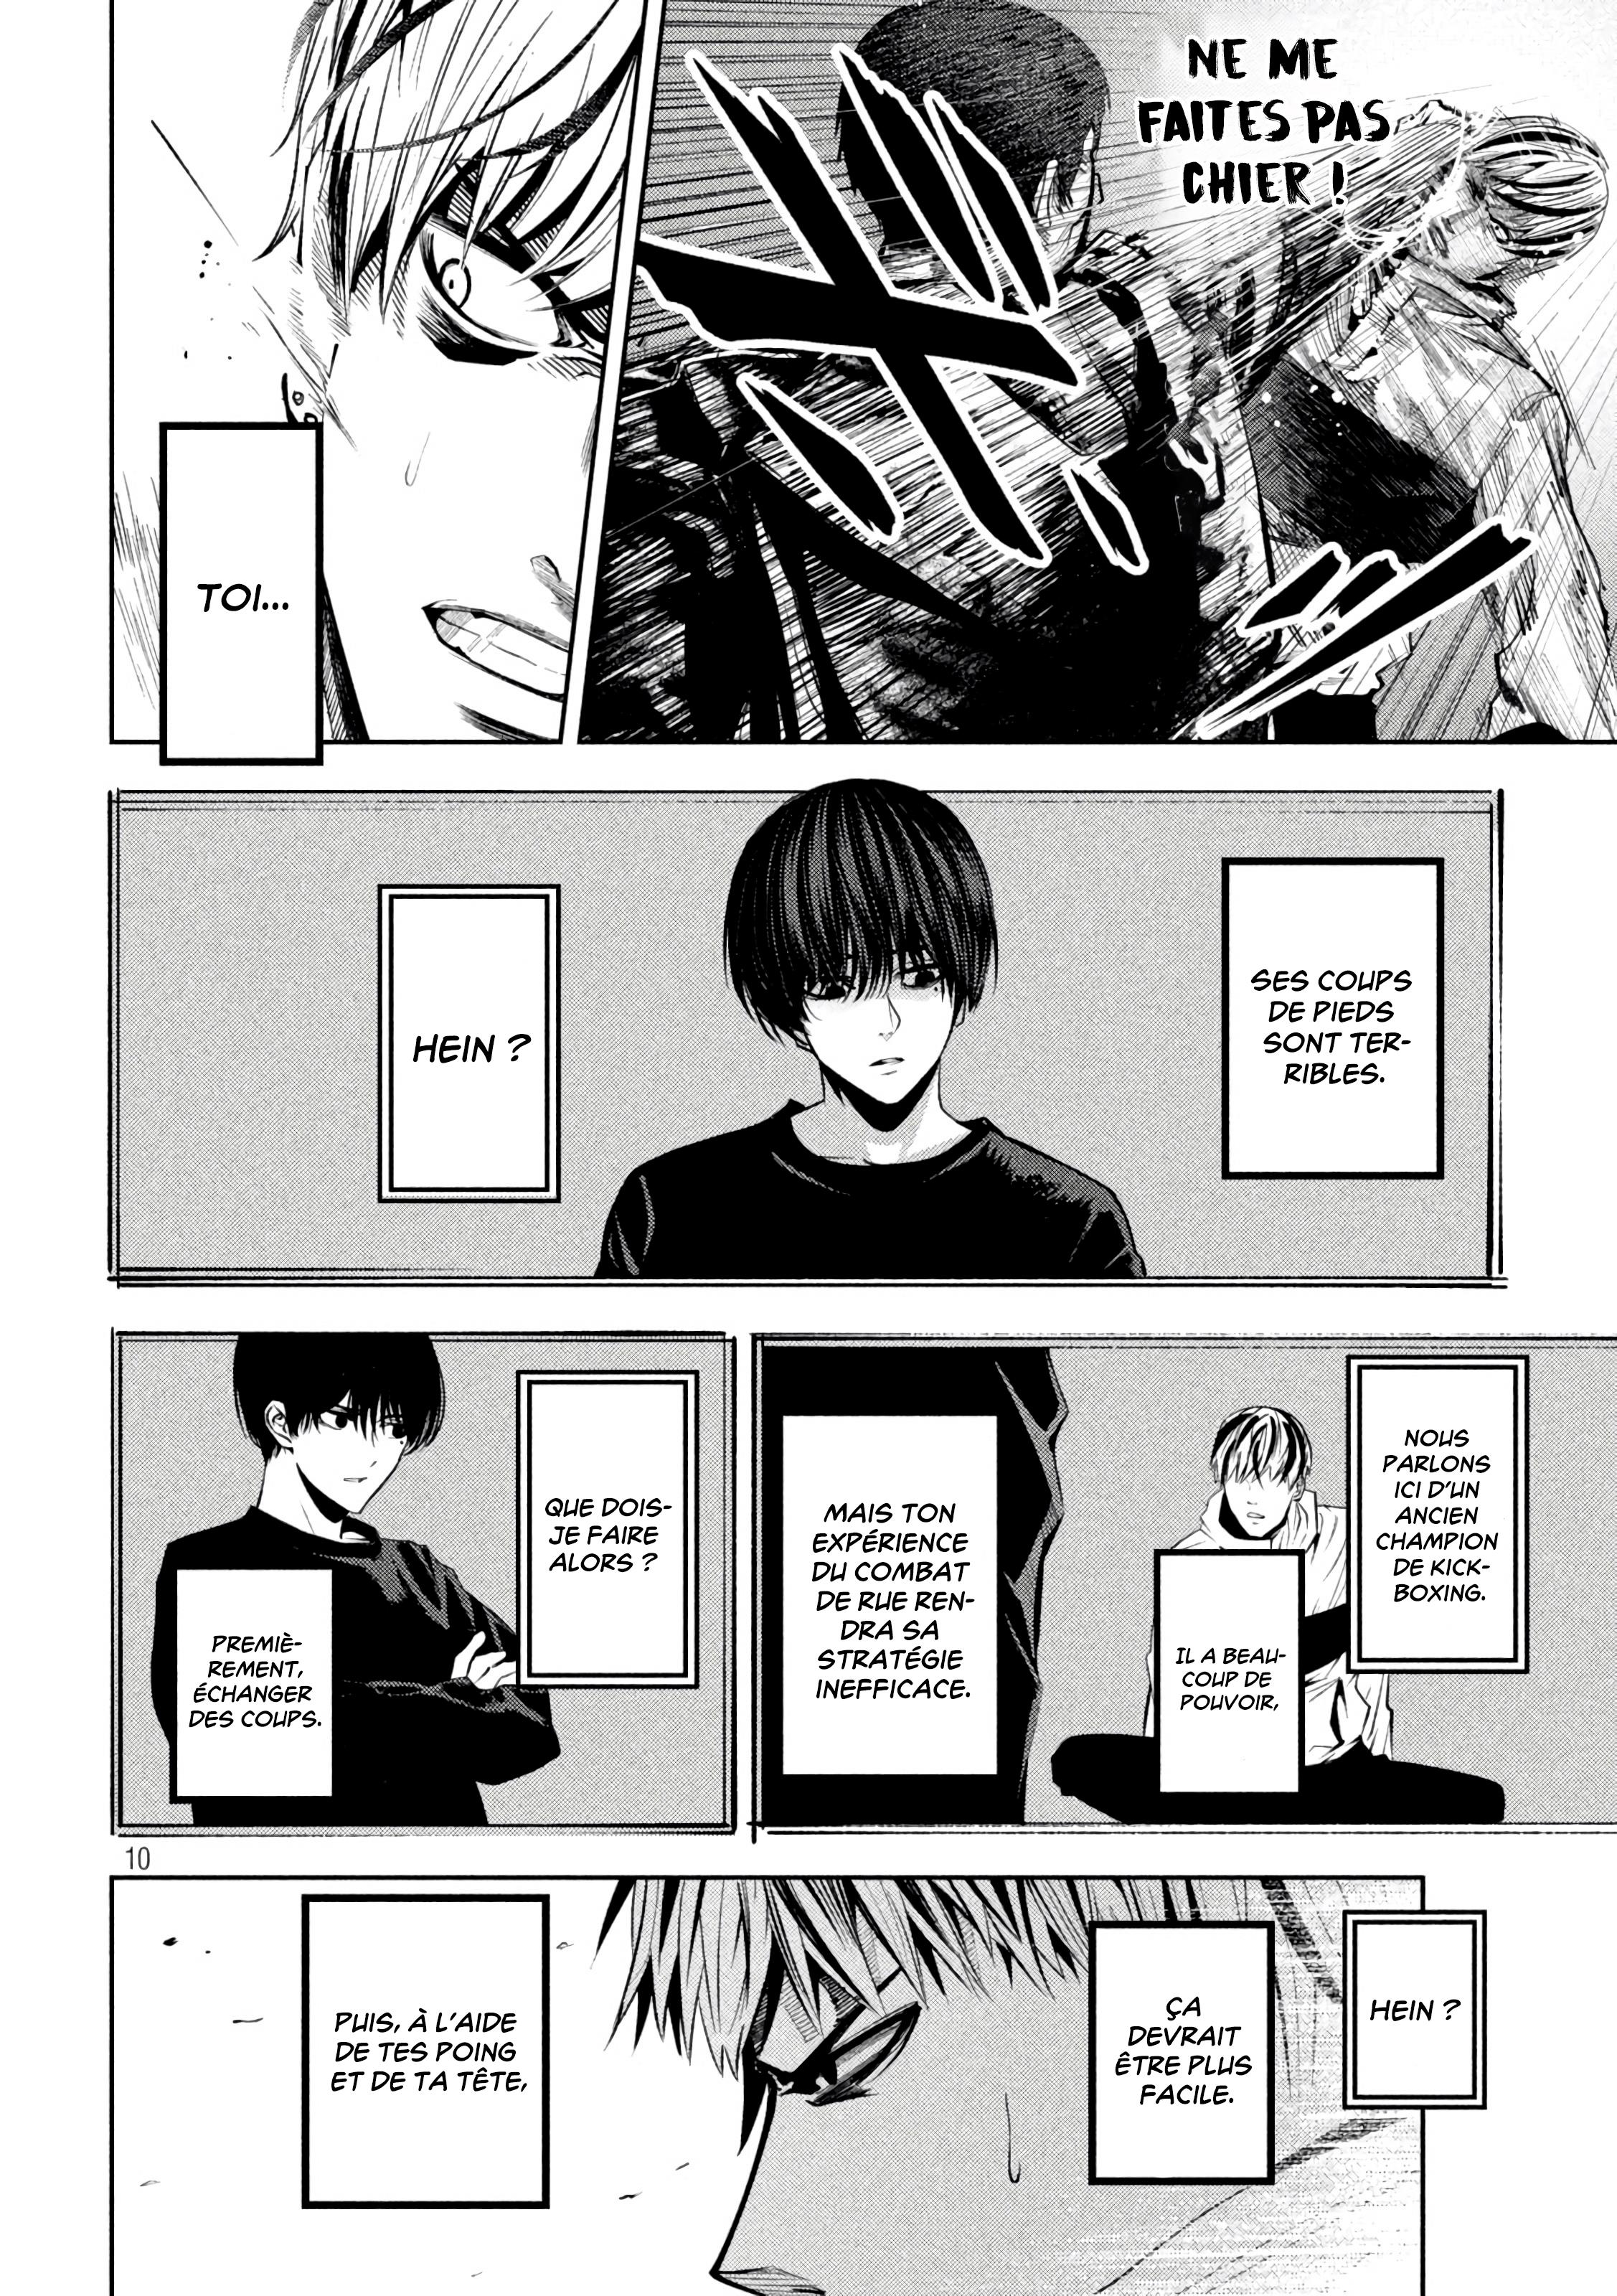 NE ME
FAITES PAS
CHIER !
TOI...
SES COUPS
DE PIEDS
SONT TER-
RIBLES.
HEIN ?
NOUS
PARLONS
ICI D'UN
ANCIEN
CHAMPION
DE KICK-
BOXING.
IL A BEAU-
COUP DE
POUVOIR,
MAIS TON
EXPÉRIENCE
DU COMBAT
DE RUE REN-
DRA SA
STRATÉGIE
INEFFICACE.
QUE DOIS-
JE FAIRE
ALORS ?
PREMIÈ-
REMENT,
ÉCHANGER
DES COUPS.
10
HEIN ?
ÇA
DEVRAIT
ÊTRE PLUS
FACILE.
PUIS, À L'AIDE
DE TES POING
ET DE TA TÊTE,